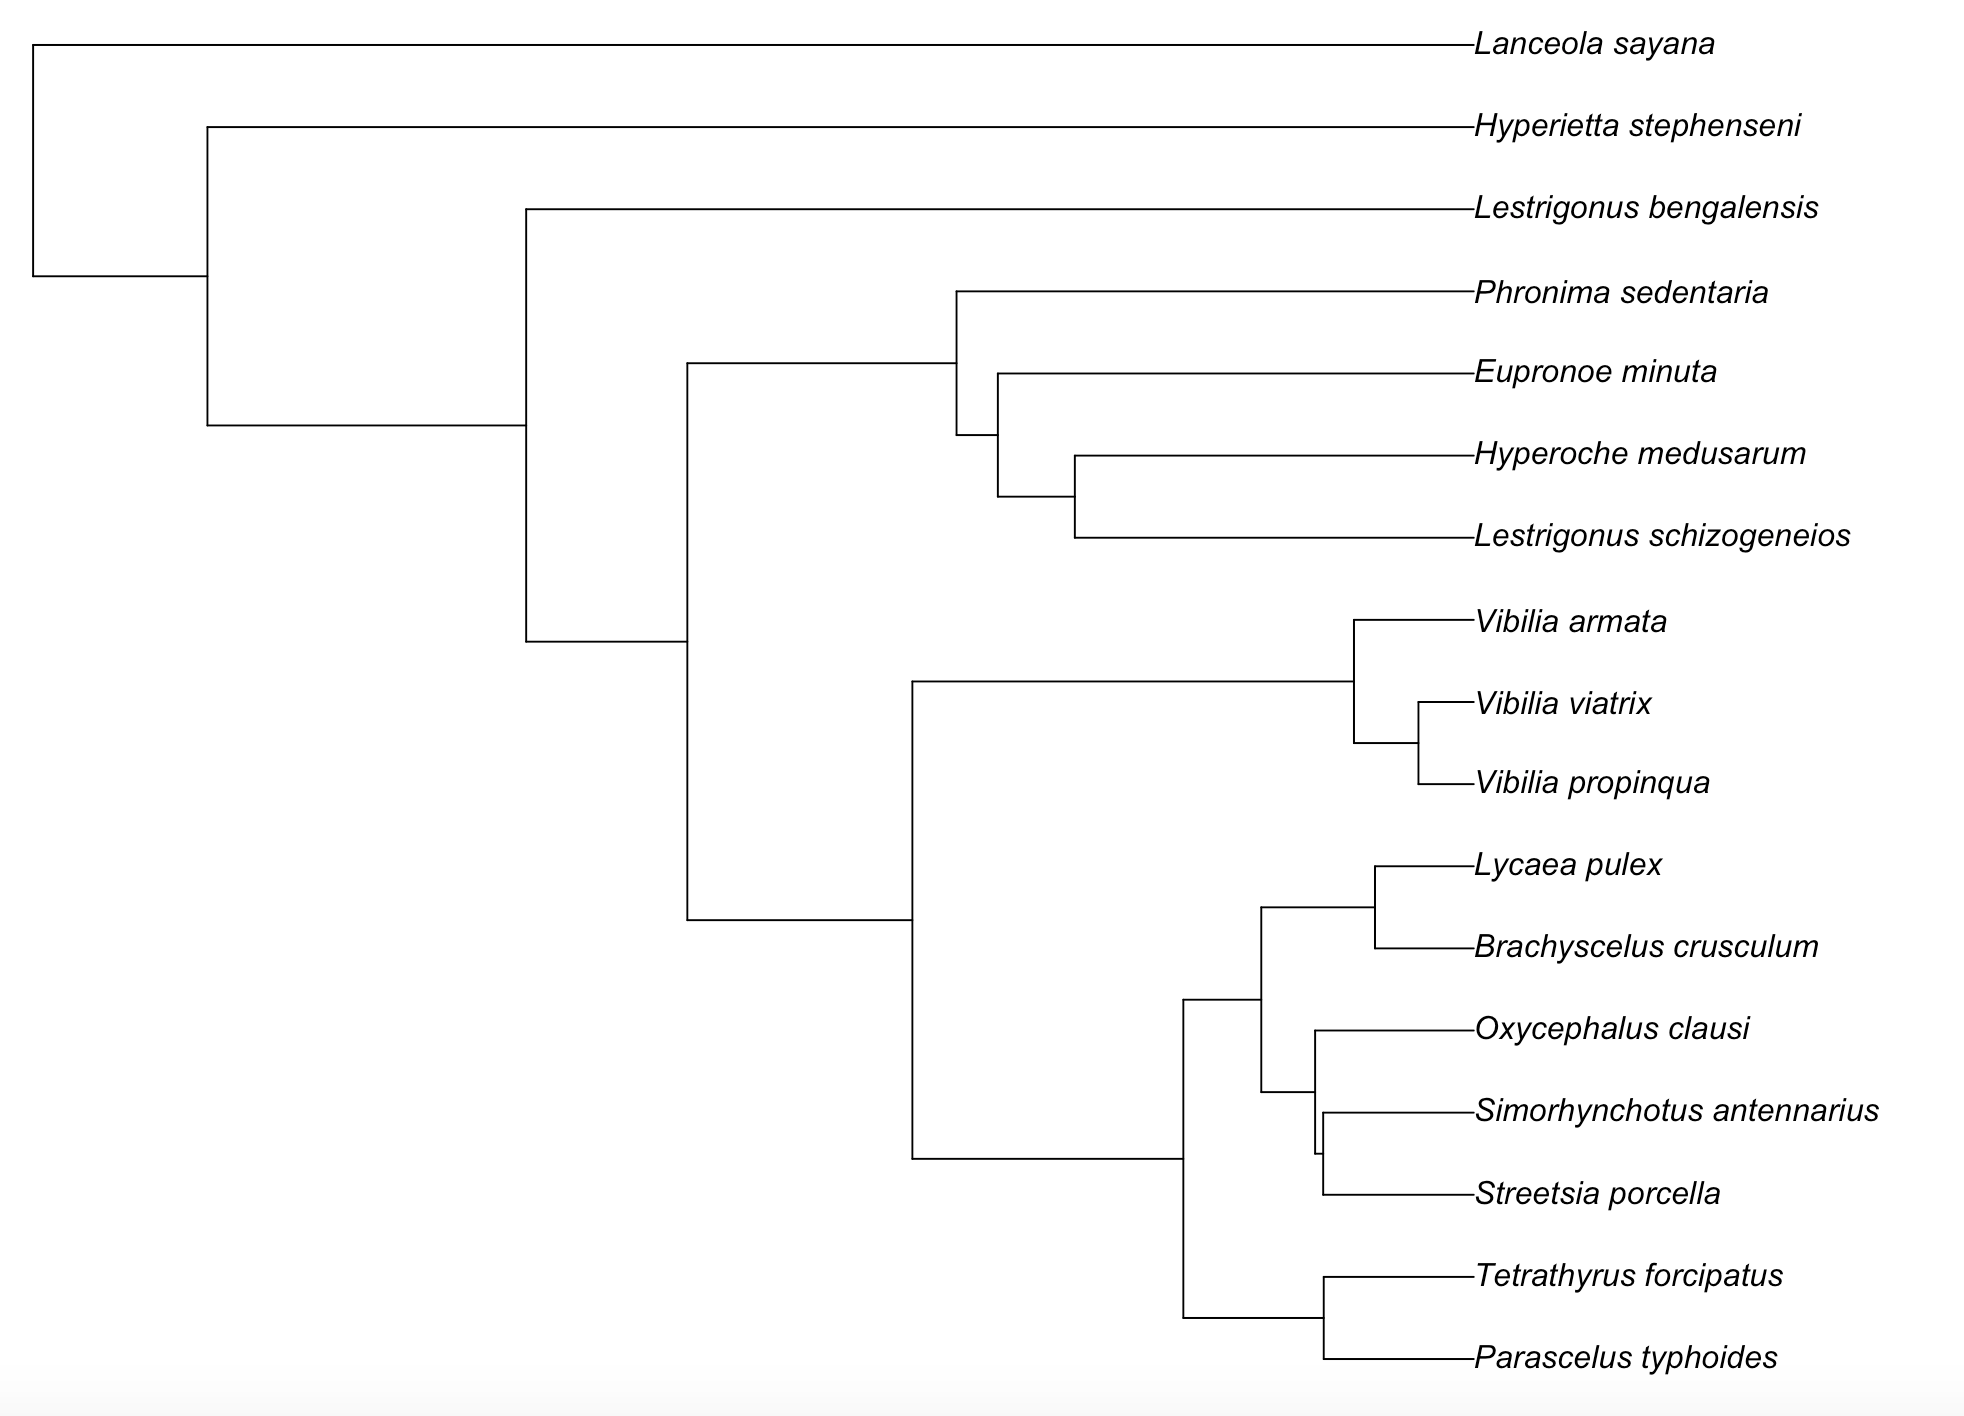 Lanceola sayana
Hyperietta stephenseni
Lestrigonus bengalensis
Phronima sedentaria
Eupronoe minuta
Hyperoche medusarum
Lestrigonus schizogeneios
Vibilia armata
Vibilia viatrix
Vibilia propinqua
Lycaea pulex
Brachyscelus crusculum
Oxycephalus clausi
Simorhynchotus antennarius
Streetsia porcella
Tetrathyrus forcipatus
Parascelus typhoides